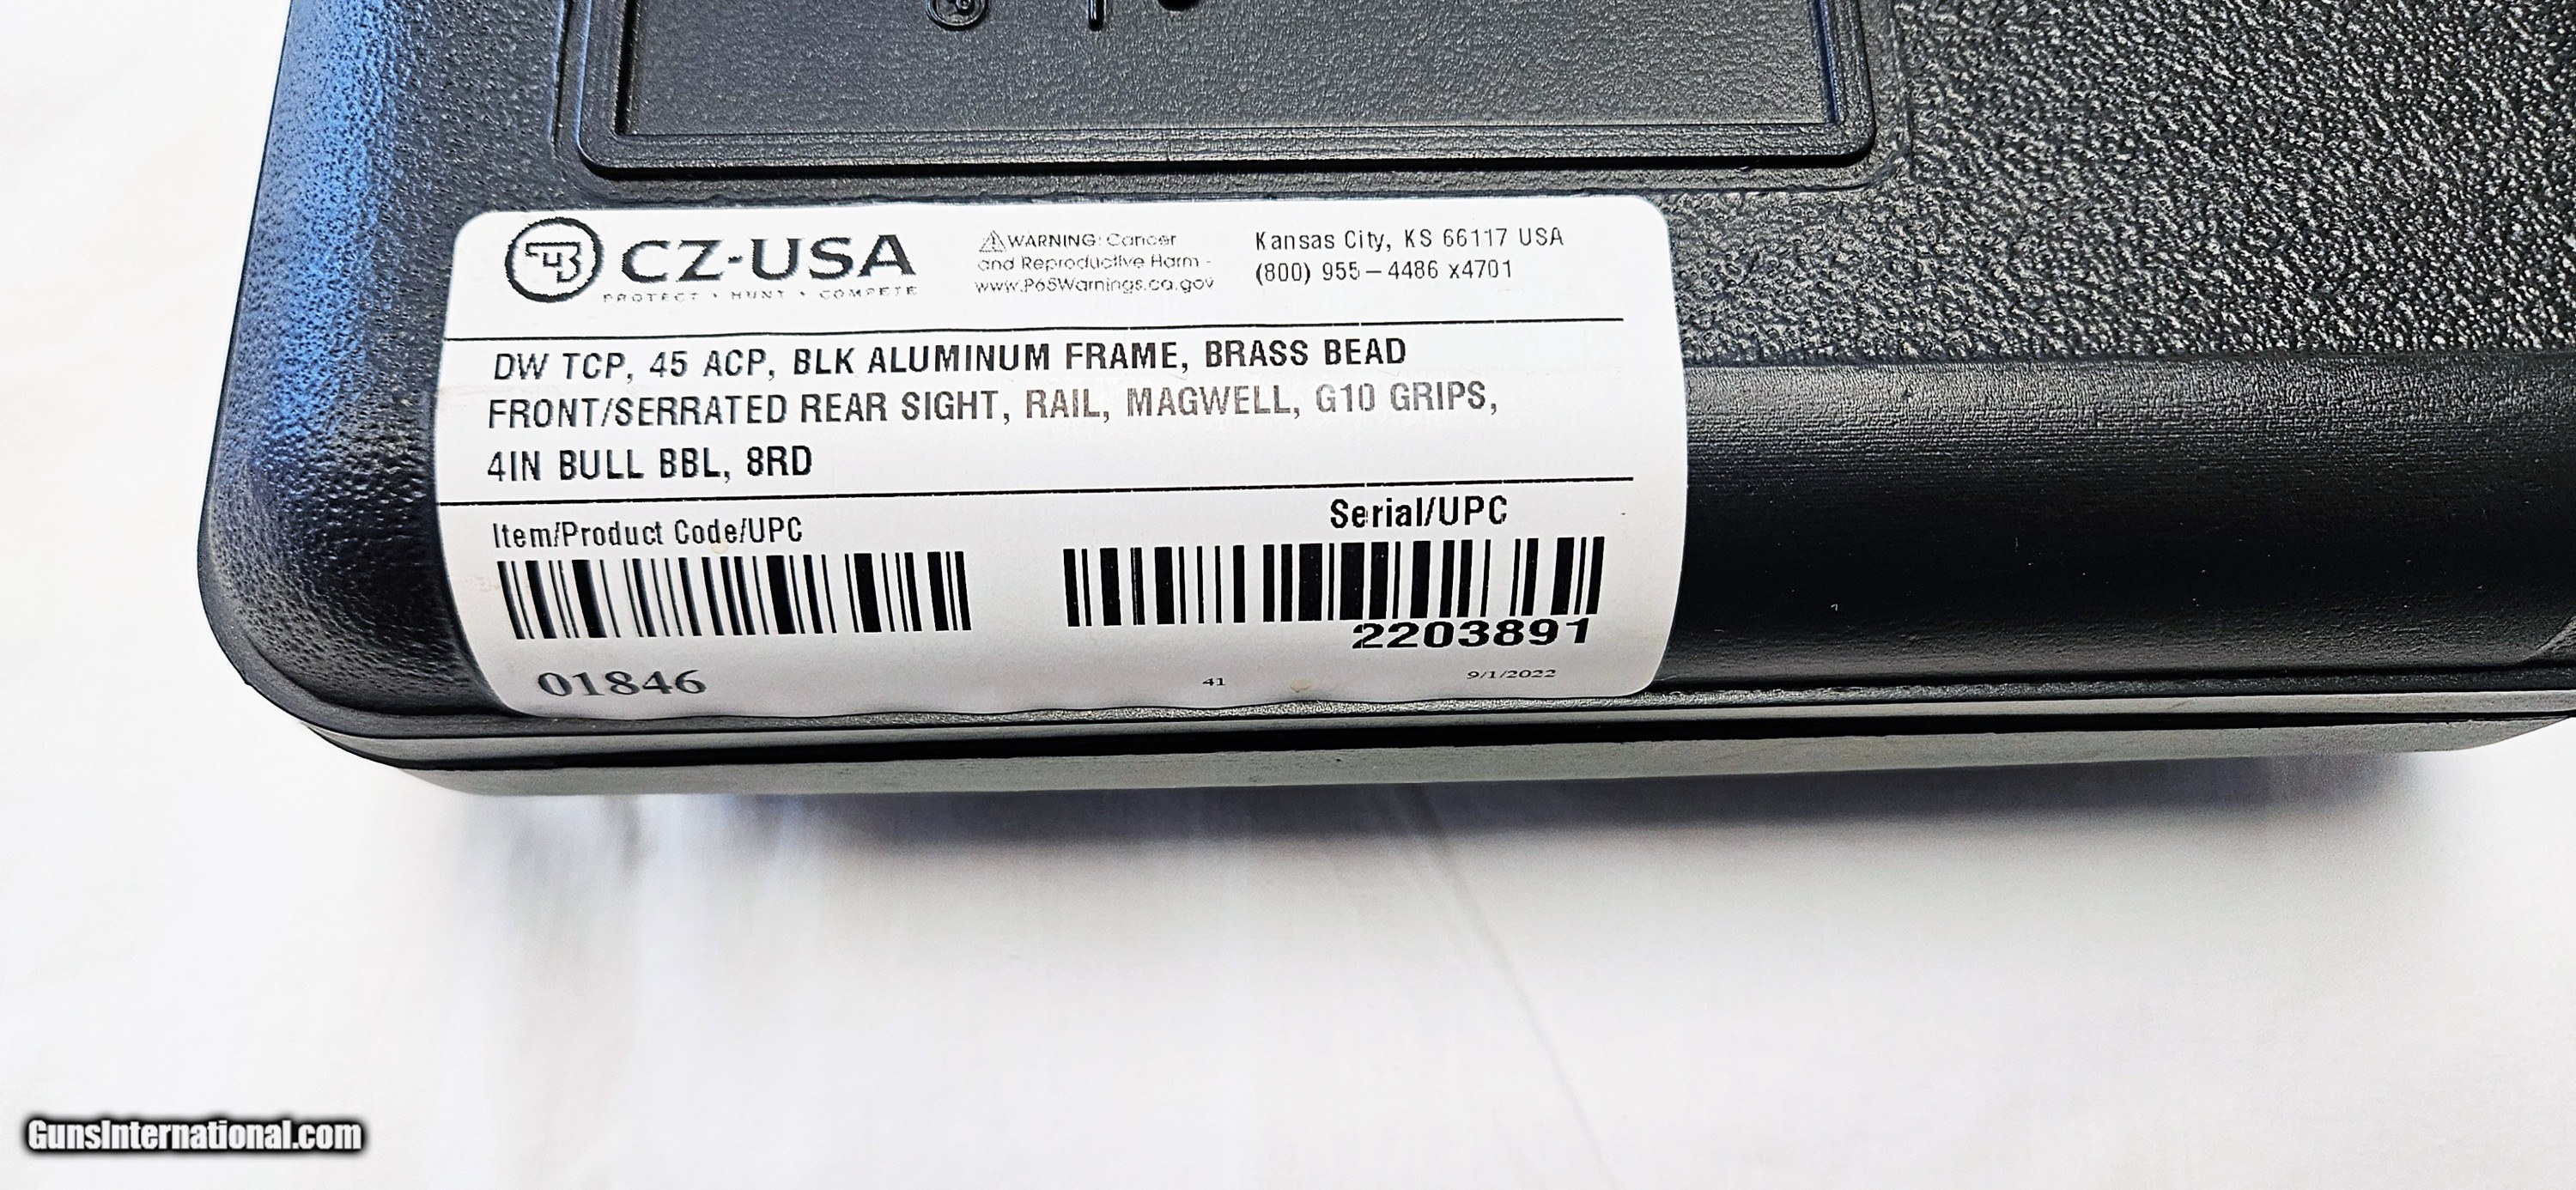 CZ-USA
PROTECT • HUNT • COMPETE
WARNING: Cancer
and Reproductive Harm -
www.P65Warnings.ca.gov
Kansas City, KS 66117 USA
(800) 955-4486 x4701
DW TCP, 45 ACP, BLK ALUMINUM FRAME, BRASS BEAD
FRONT/SERRATED REAR SIGHT, RAIL, MAGWELL, G10 GRIPS,
4IN BULL BBL, 8RD
Item/Product Code/UPC
Serial/UPC
2203891
01846
41
9/1/2022
GunsInternational.com